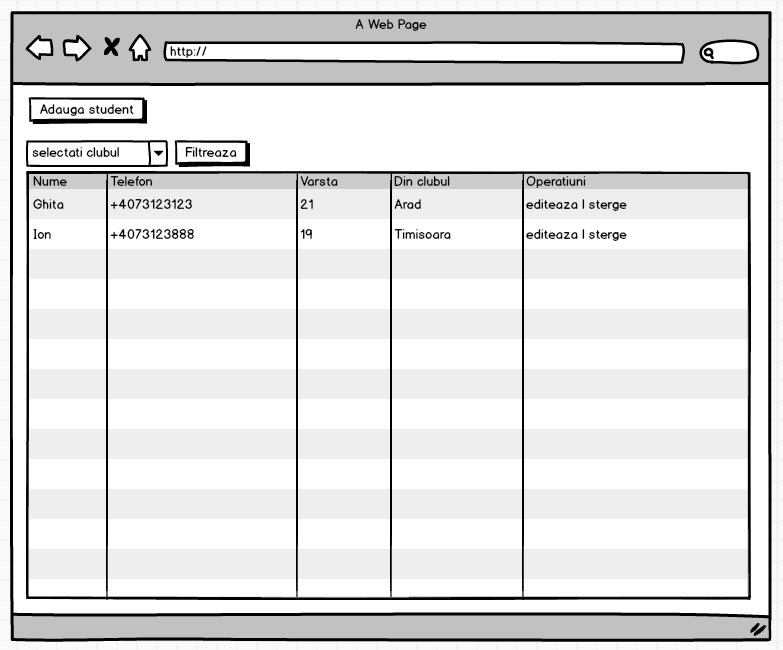 A Web Page
http://
Adauga student
selectati clubul Filtreaza
Nume Telefon Varsta Din clubul Operatiuni
Ghita +4073123123 21 Arad editeaza | sterge
Ion +4073123888 19 Timisoara editeaza | sterge